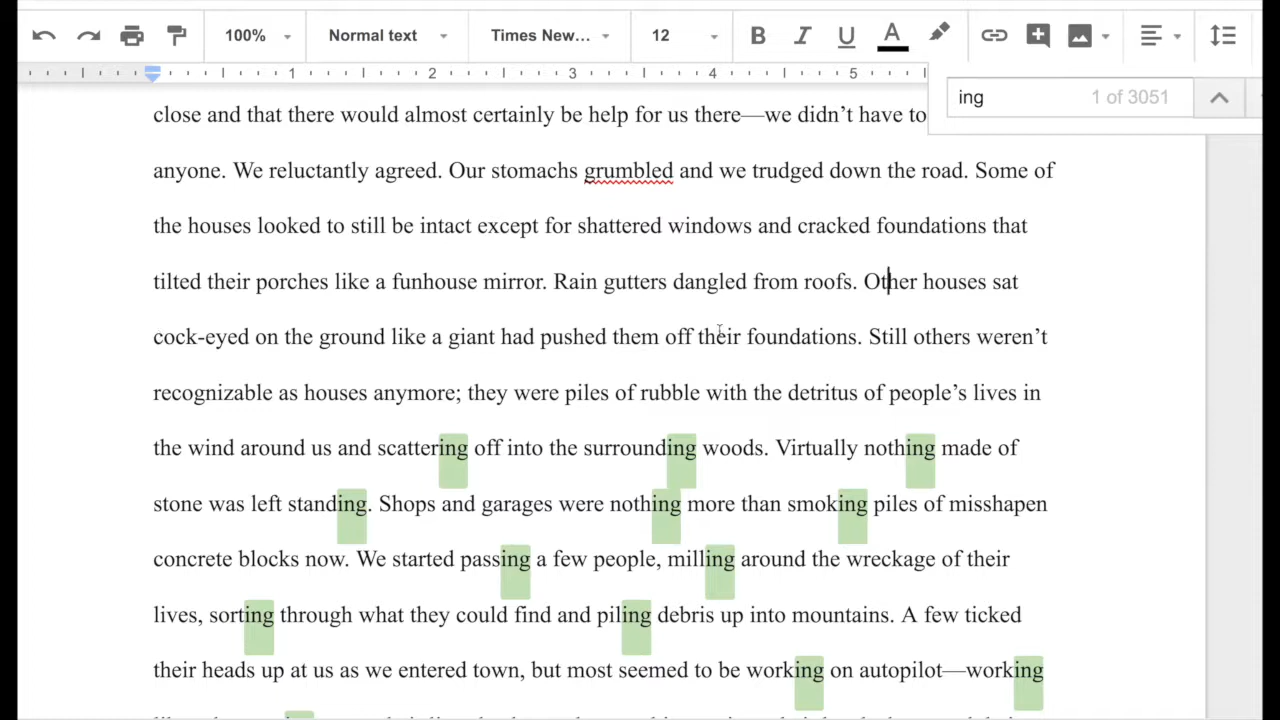 100% Normal text Times New... 12 B I U A
1 2 3 4 5
ing 1 of 3051
close and that there would almost certainly be help for us there—we didn’t have to
anyone. We reluctantly agreed. Our stomachs grumbled and we trudged down the road. Some of
the houses looked to still be intact except for shattered windows and cracked foundations that
tilted their porches like a funhouse mirror. Rain gutters dangled from roofs. Other houses sat
cock-eyed on the ground like a giant had pushed them off their foundations. Still others weren’t
recognizable as houses anymore; they were piles of rubble with the detritus of people’s lives in
the wind around us and scattering off into the surrounding woods. Virtually nothing made of
stone was left standing. Shops and garages were nothing more than smoking piles of misshapen
concrete blocks now. We started passing a few people, milling around the wreckage of their
lives, sorting through what they could find and piling debris up into mountains. A few ticked
their heads up at us as we entered town, but most seemed to be working on autopilot—working